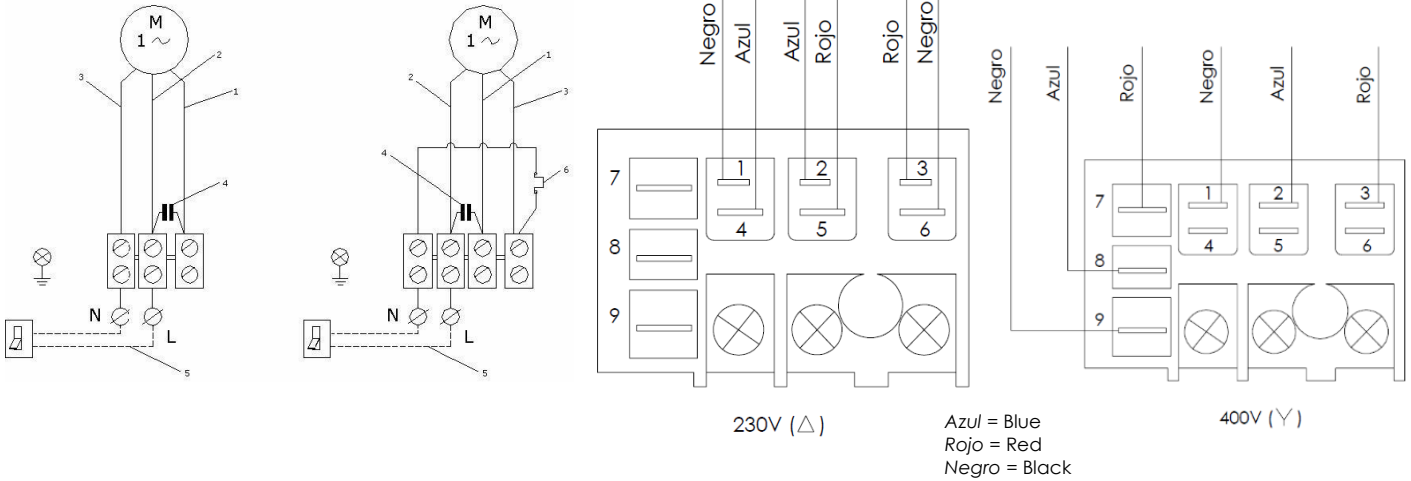 M
1 ~
2
3
1
4
N
L
5
M
1 ~
1
2
3
4
6
N
L
5
Negro
Azul
Azul
Rojo
Rojo
Negro
7
1
2
3
8
4
5
6
9
230V (△)
Negro
Azul
Rojo
Negro
Azul
Rojo
7
1
2
3
8
4
5
6
9
400V (Y)
Azul = Blue
Rojo = Red
Negro = Black